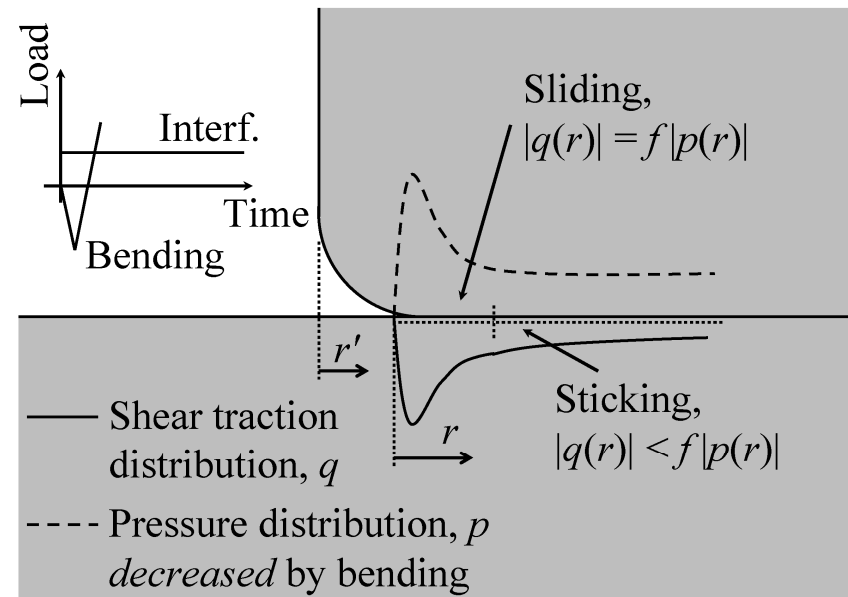 Load
Interf.
Time
Bending
Sliding,
|q(r)| = f |p(r)|
r′
r
Sticking,
|q(r)| < f |p(r)|
Shear traction
distribution, q
Pressure distribution, p
decreased by bending